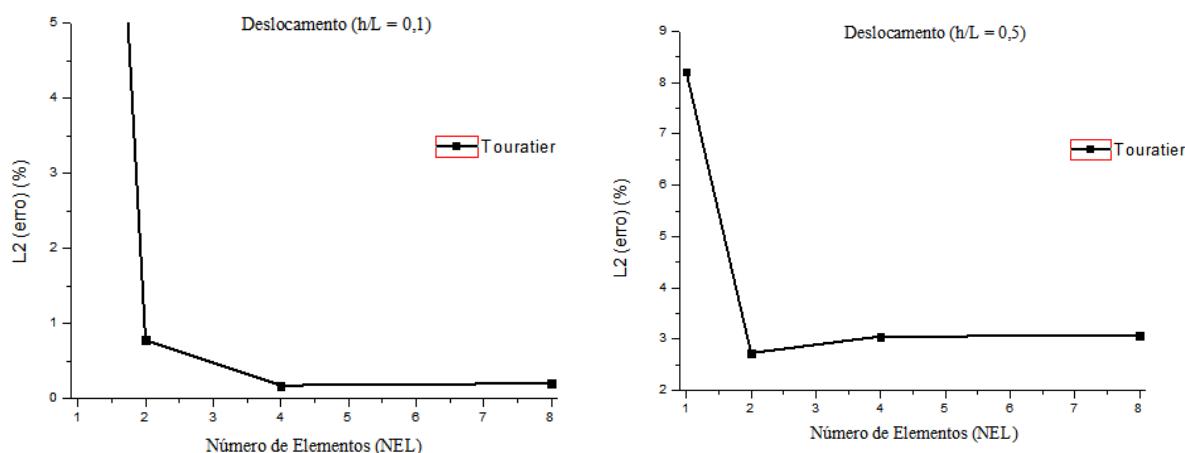 Deslocamento (h/L = 0,1)
5
4
3
2
1
0
L2 (erro) (%)
Touratier
1 2 3 4 5 6 7 8
Número de Elementos (NEL)
Deslocamento (h/L = 0,5)
9
8
7
6
5
4
3
2
L2 (erro) (%)
Touratier
1 2 3 4 5 6 7 8
Número de Elementos (NEL)